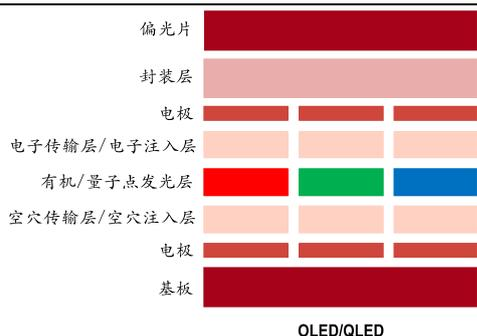 偏光片
封装层
电极
电子传输层/电子注入层
有机/量子点发光层
空穴传输层/空穴注入层
电极
基板
OLED/QLED